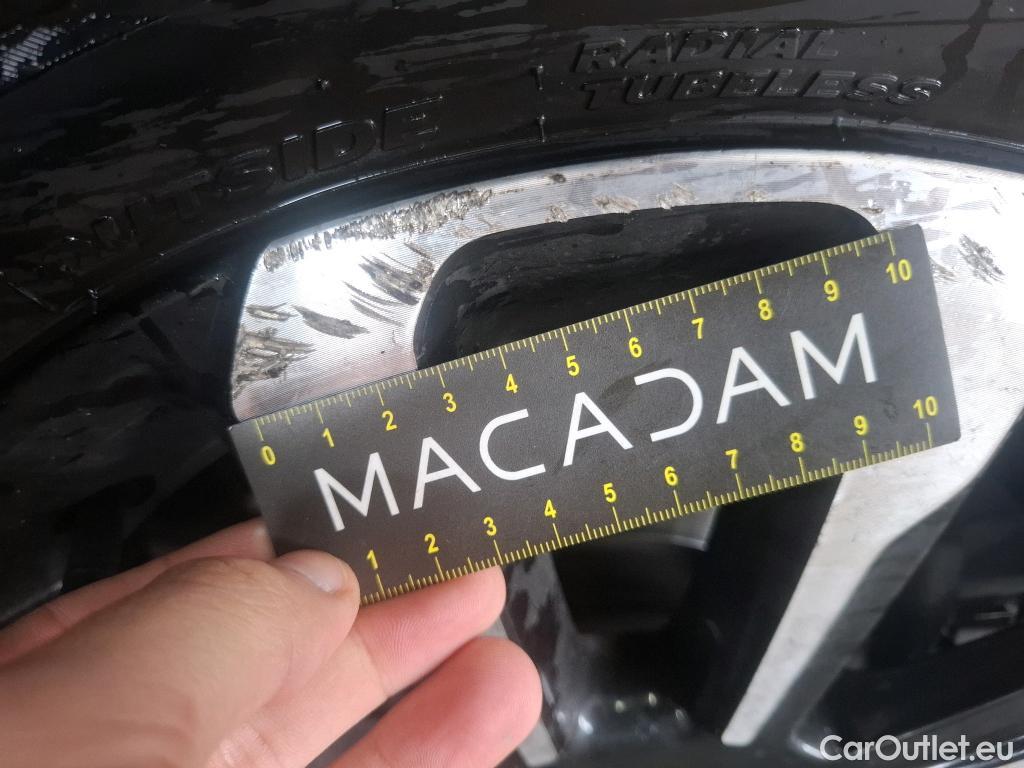 RADIAL
TUBELESS
OUTSIDE
0 1 2 3 4 5 6 7 8 9 10
MACADAM
1 2 3 4 5 6 7 8 9 10
CarOutlet.eu